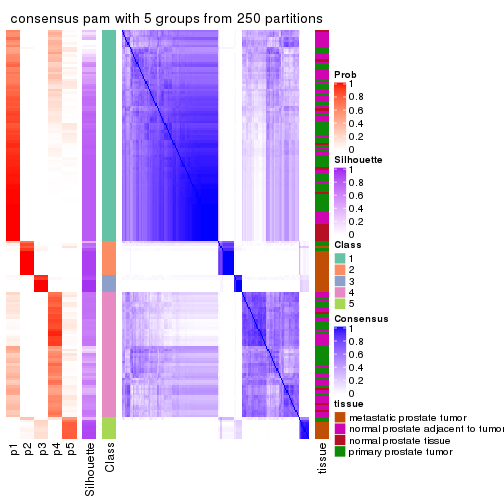 consensus pam with 5 groups from 250 partitions
Prob
1
0.8
0.6
0.4
0.2
0
Silhouette
1
0.8
0.6
0.4
0.2
0
Class
1
2
3
4
5
Consensus
1
0.8
0.6
0.4
0.2
0
tissue
metastatic prostate tumor
normal prostate adjacent to tumor
normal prostate tissue
primary prostate tumor
p1
p2
p3
p4
p5
Silhouette
Class
tissue